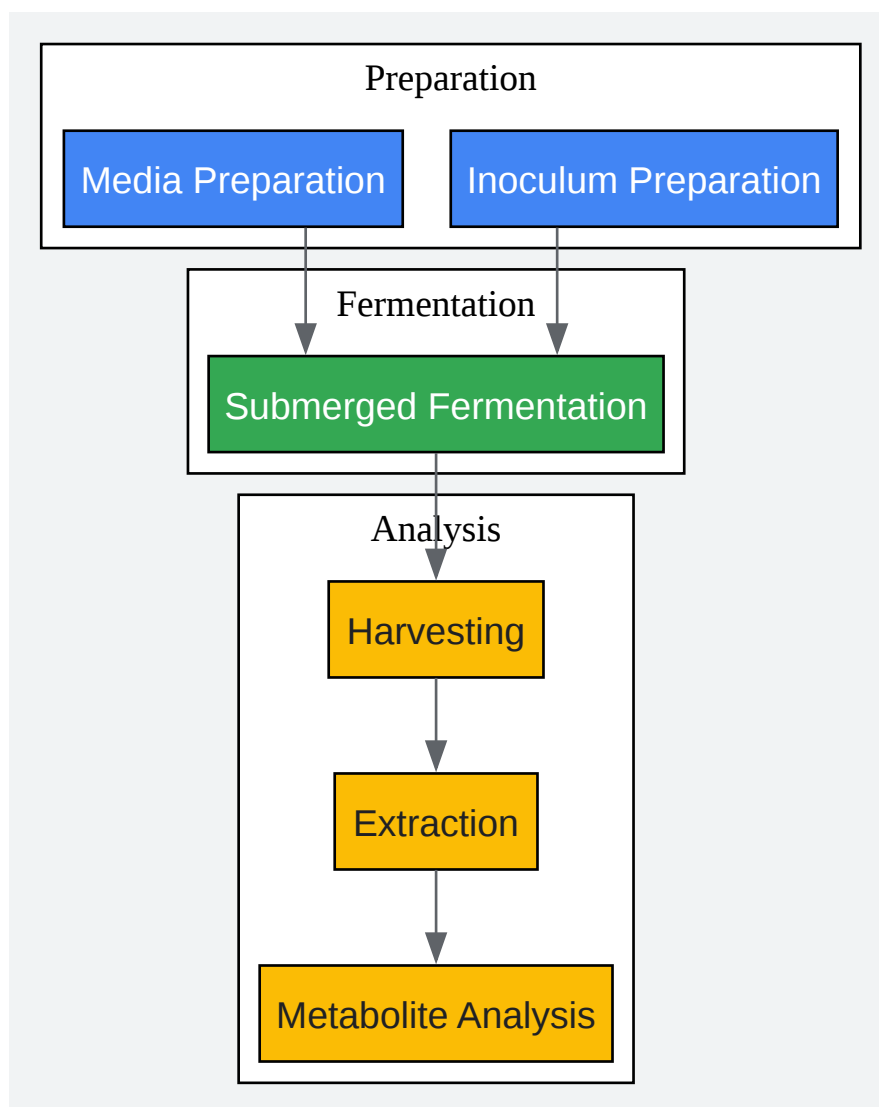 Preparation
Media Preparation
Inoculum Preparation
Fermentation
Submerged Fermentation
Analysis
Harvesting
Extraction
Metabolite Analysis